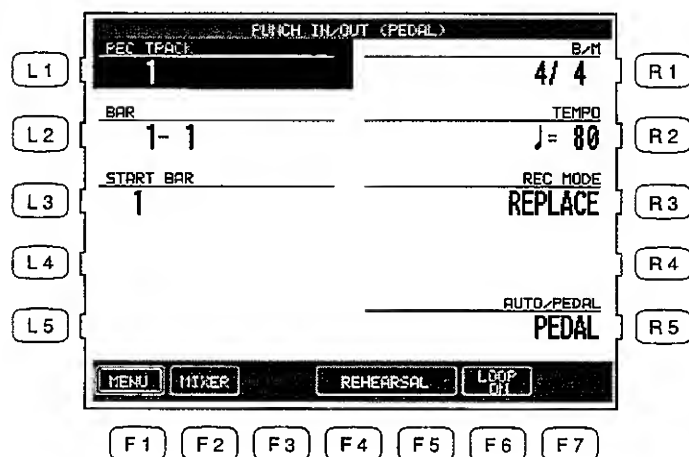 PUNCH IN/OUT (PEDAL)
REC TRACK
1
B/M
4/ 4
BAR
1- 1
TEMPO
♩= 80
START BAR
1
REC MODE
REPLACE
AUTO/PEDAL
PEDAL
MENU MIXER REHEARSAL LOOP
ON
L1
L2
L3
L4
L5
R1
R2
R3
R4
R5
F1 F2 F3 F4 F5 F6 F7